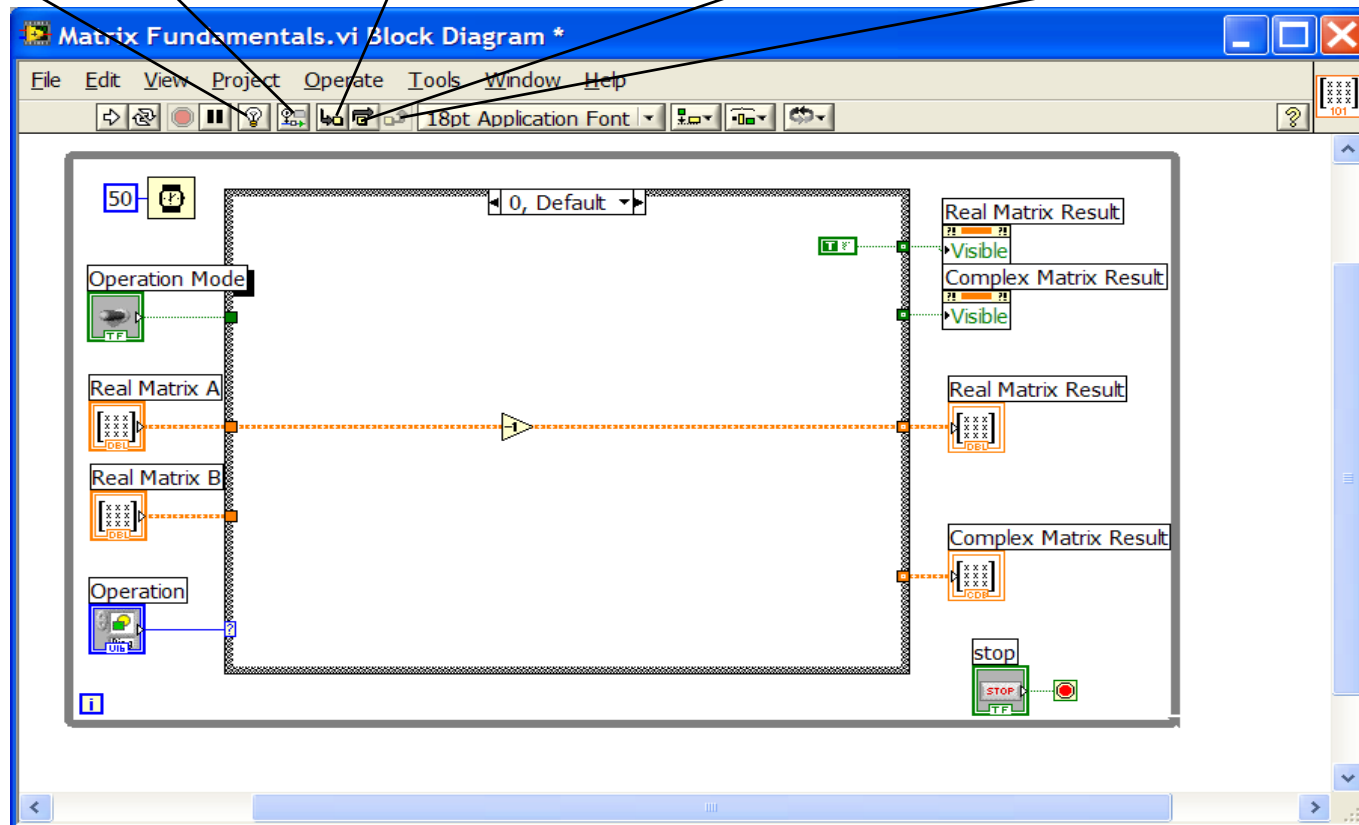 Matrix Fundamentals.vi Block Diagram *
File Edit View Project Operate Tools Window Help
18pt Application Font
101
0, Default
50
Real Matrix Result
?! ?!
Visible
T F
Operation Mode
Complex Matrix Result
?! ?!
Visible
TF
Real Matrix A
Real Matrix Result
DBL
DBL
-1
Real Matrix B
DBL
Complex Matrix Result
CDB
Operation
U16
?
stop
STOP
TF
i